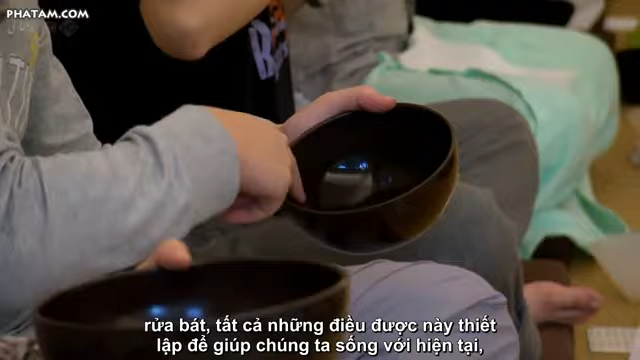 PHATAM.COM
rửa bát, tất cả những điều được này thiết
lập để giúp chúng ta sống với hiện tại,